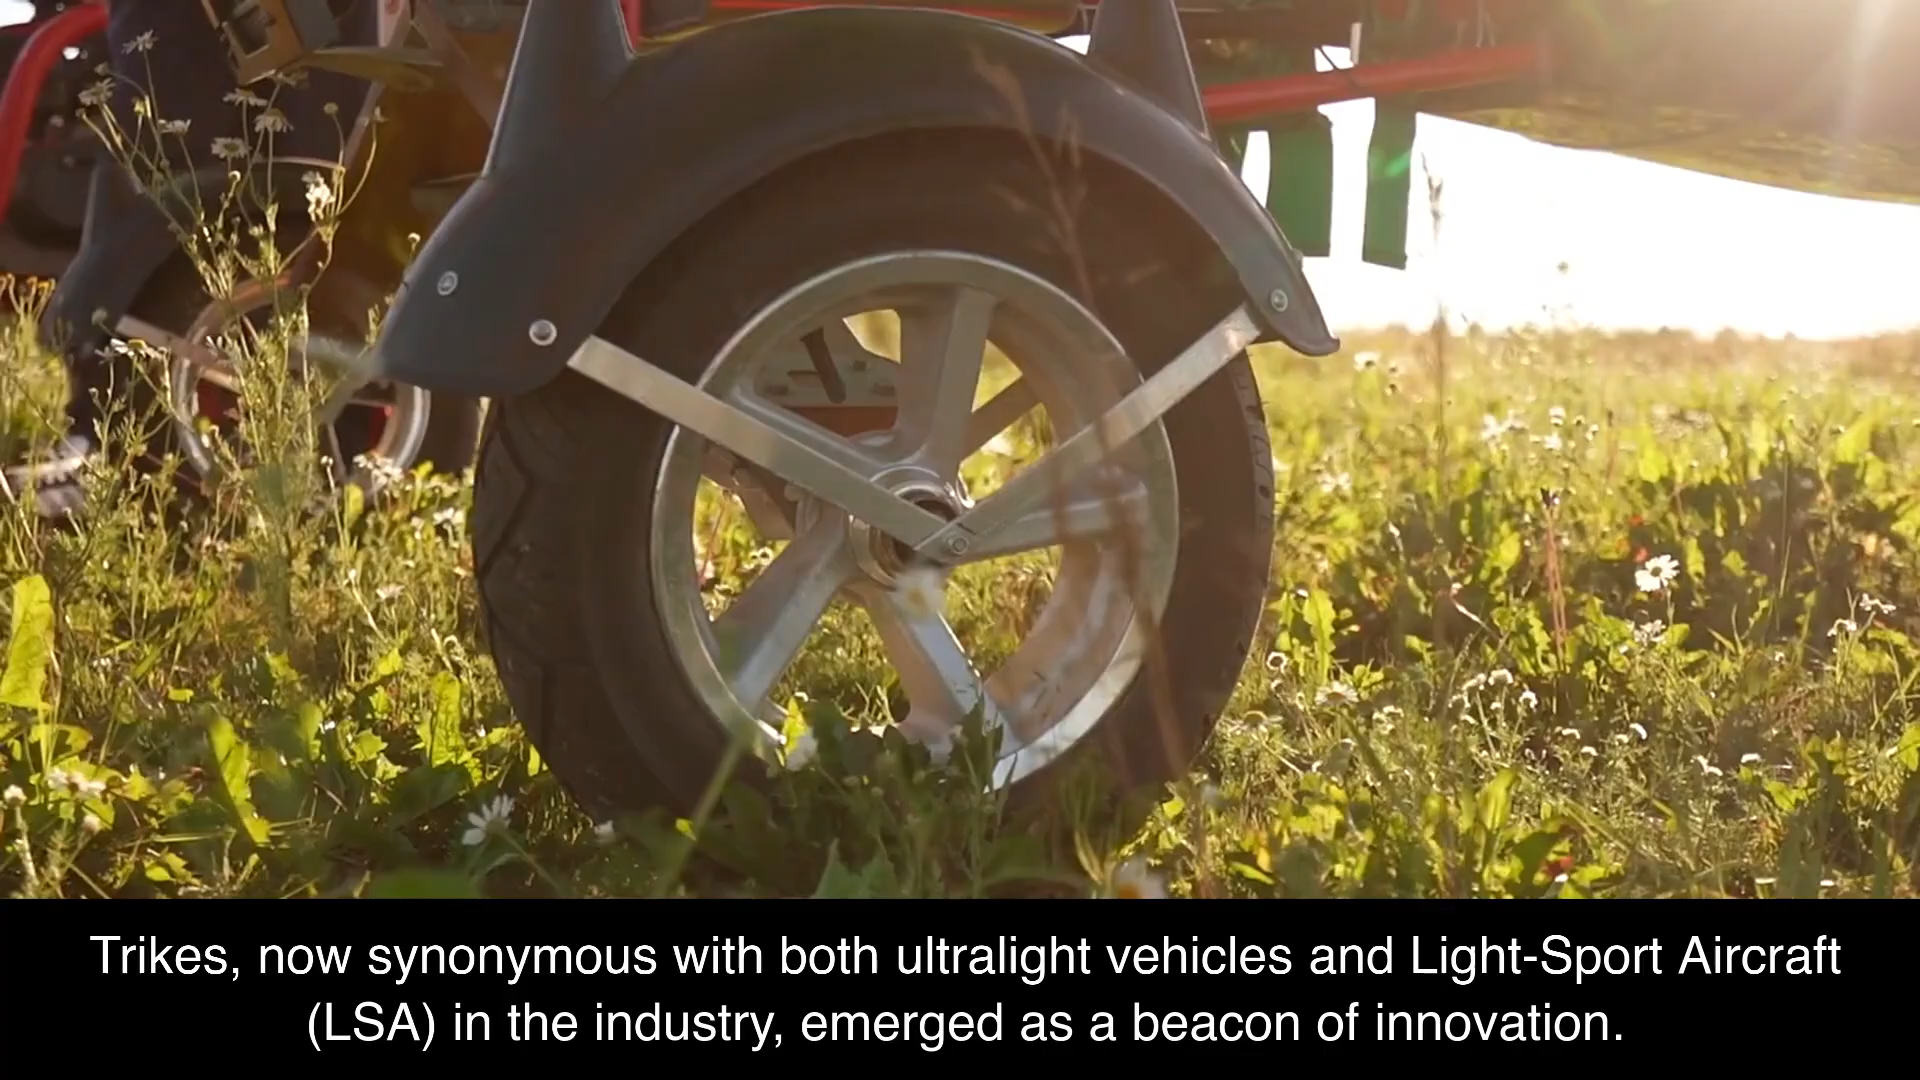 Trikes, now synonymous with both ultralight vehicles and Light-Sport Aircraft
(LSA) in the industry, emerged as a beacon of innovation.